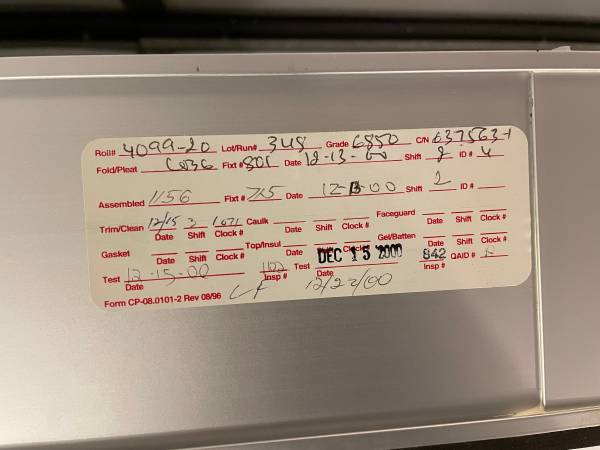 Roll# 4099-20 Lot/Run# 348 Grade 6850 C/N 637563-1
Fold/Pleat Fixt# 801 Date 12-13-00 Shift 2 ID# 4
Assembled 1156 Fixt# 715 Date 12-13-00 Shift 2 ID#
Trim/Clean 12/15 3 1071 Caulk Faceguard
Date Shift Clock# Date Shift Clock# Date Shift Clock#
Gasket Top/Insul Gel/Batten
Date Shift Clock# Date Shift Clock# Date Shift Clock#
Test 12-15-00 1102 Test DEC 15 2000 842 QAID#
Date Insp# Date Insp#
Form CP-08.0101-2 Rev 08/96 12/22/00